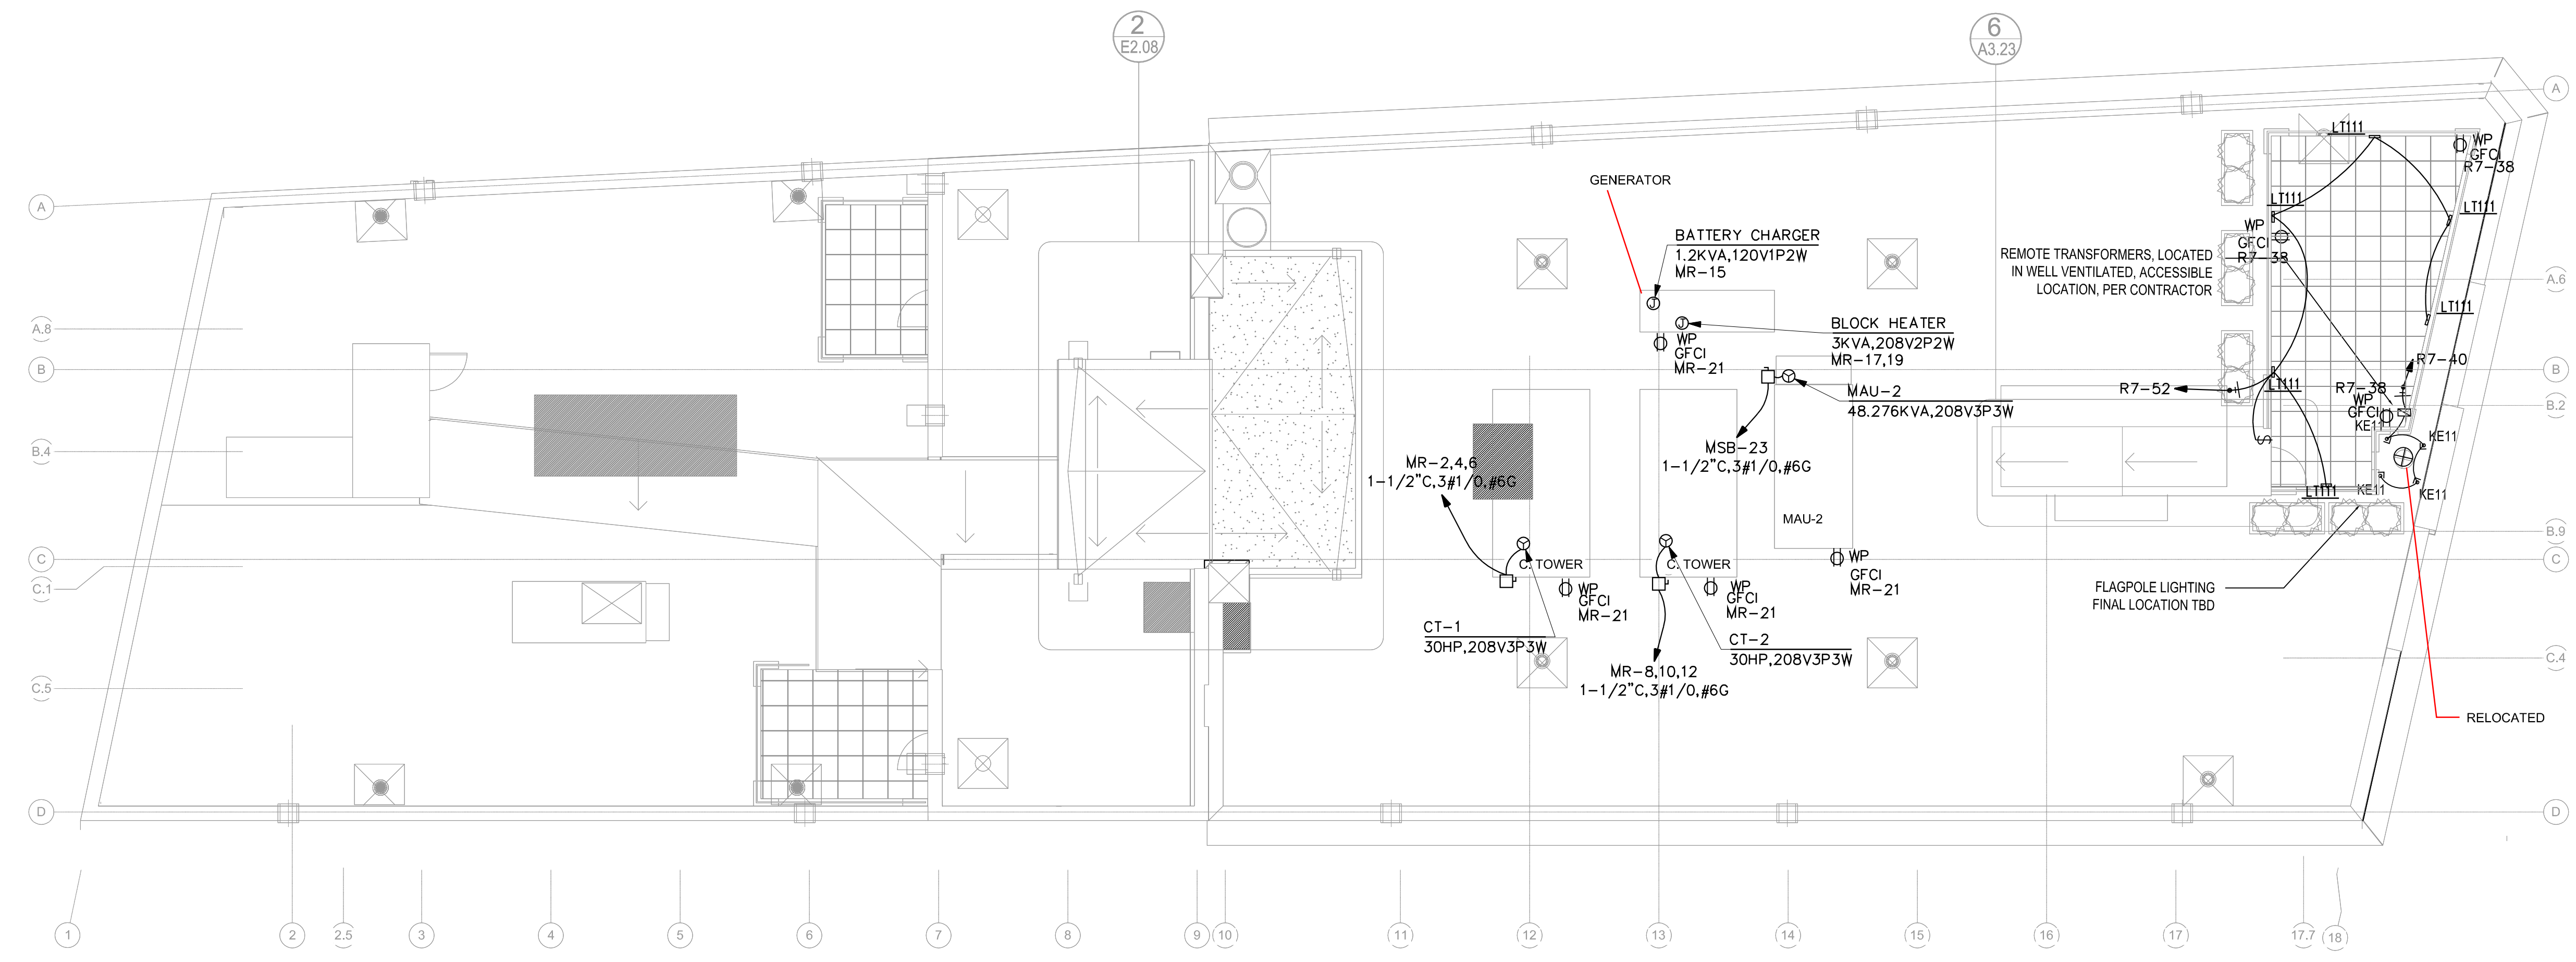 2
E2.08
6
A3.23
A
A
LT111
WP
GFCI
R7-38
GENERATOR
LT111
LT111
A
WP
GFCI
R7-38
BATTERY CHARGER
1.2KVA,120V1P2W
MR-15
REMOTE TRANSFORMERS, LOCATED
IN WELL VENTILATED, ACCESSIBLE
LOCATION, PER CONTRACTOR
A.6
LT111
A.8
BLOCK HEATER
3KVA,208V2P2W
MR-17,19
WP
GFCI
MR-21
R7-40
B
B
MAU-2
48.276KVA,208V3P3W
R7-52
LT111
R7-38
WP
GFCI
KE11
B.2
KE11
B.4
MSB-23
1-1/2"C,3#1/0,#6G
MR-2,4,6
1-1/2"C,3#1/0,#6G
LT111
KE11
KE11
MAU-2
B.9
C
C. TOWER
C. TOWER
WP
GFCI
MR-21
C
C.1
WP
GFCI
MR-21
WP
GFCI
MR-21
FLAGPOLE LIGHTING
FINAL LOCATION TBD
CT-1
30HP,208V3P3W
CT-2
30HP,208V3P3W
C.4
MR-8,10,12
1-1/2"C,3#1/0,#6G
C.5
RELOCATED
D
D
1
2
2.5
3
4
5
6
7
8
9
10
11
12
13
14
15
16
17
17.7
18